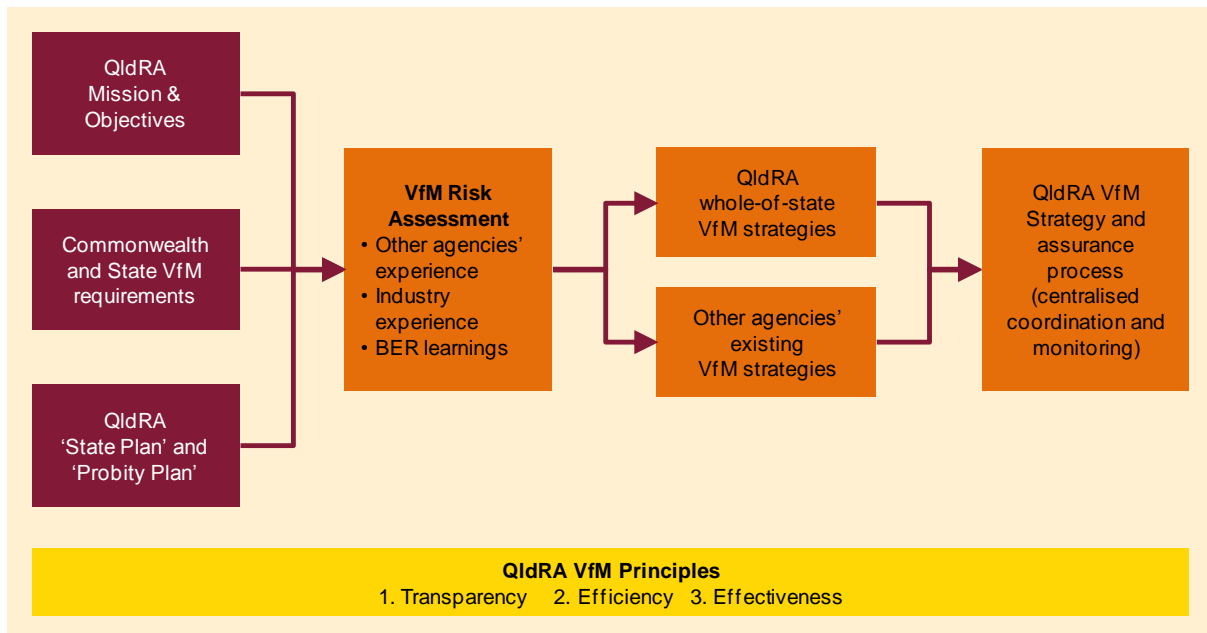 QldRA
Mission &
Objectives
Commonwealth
and State VfM
requirements
QldRA
‘State Plan’ and
‘Probity Plan’
VfM Risk
Assessment
• Other agencies’
experience
• Industry
experience
• BER learnings
QldRA
whole-of-state
VfM strategies
Other agencies’
existing
VfM strategies
QldRA VfM
Strategy and
assurance
process
(centralised
coordination and
monitoring)
QldRA VfM Principles
1. Transparency 2. Efficiency 3. Effectiveness